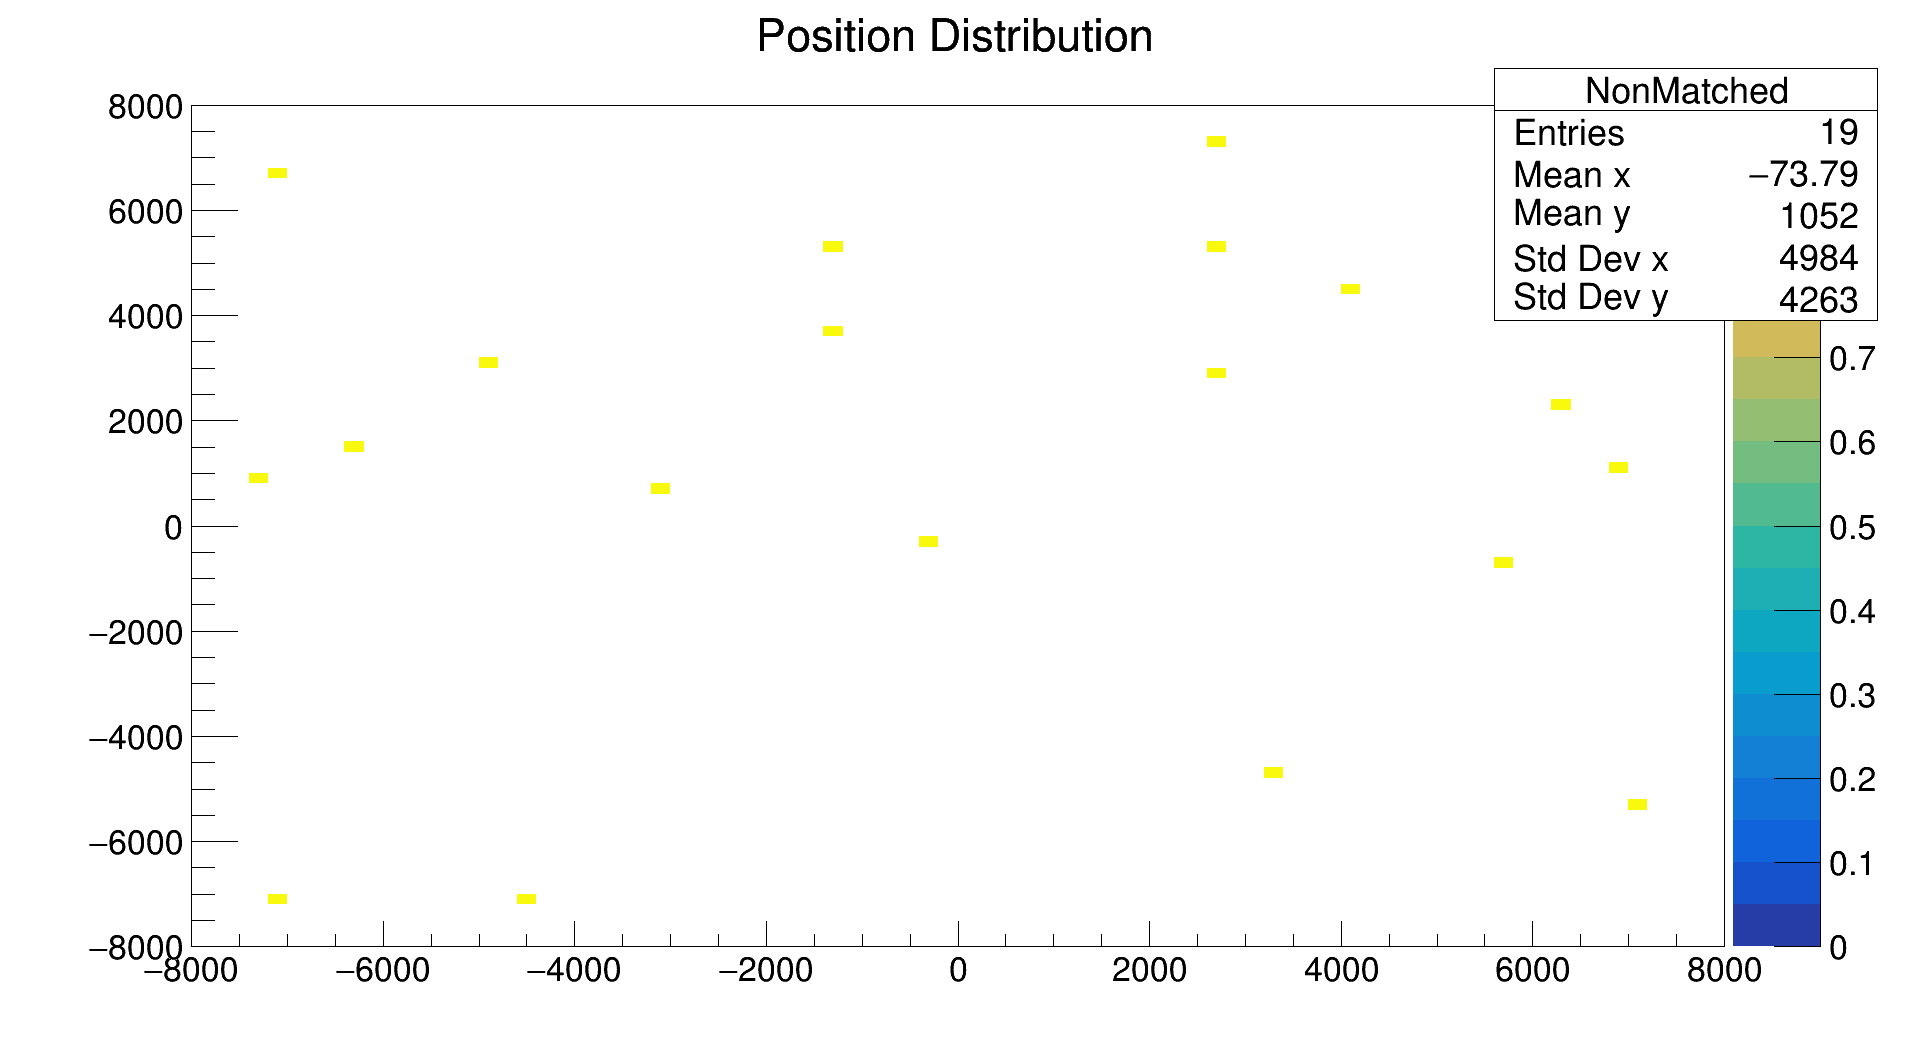 Position Distribution
NonMatched
Entries 19
Mean x −73.79
Mean y 1052
Std Dev x 4984
Std Dev y 4263
8000
6000
4000
2000
0
−2000
−4000
−6000
−8000
−8000 −6000 −4000 −2000 0 2000 4000 6000 8000
0.7
0.6
0.5
0.4
0.3
0.2
0.1
0